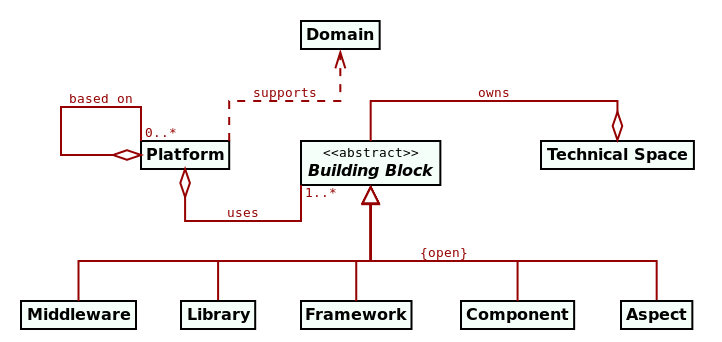 Domain
supports
based on
owns
0..*
Platform
<<abstract>>
Building Block
Technical Space
1..*
uses
{open}
Middleware
Library
Framework
Component
Aspect